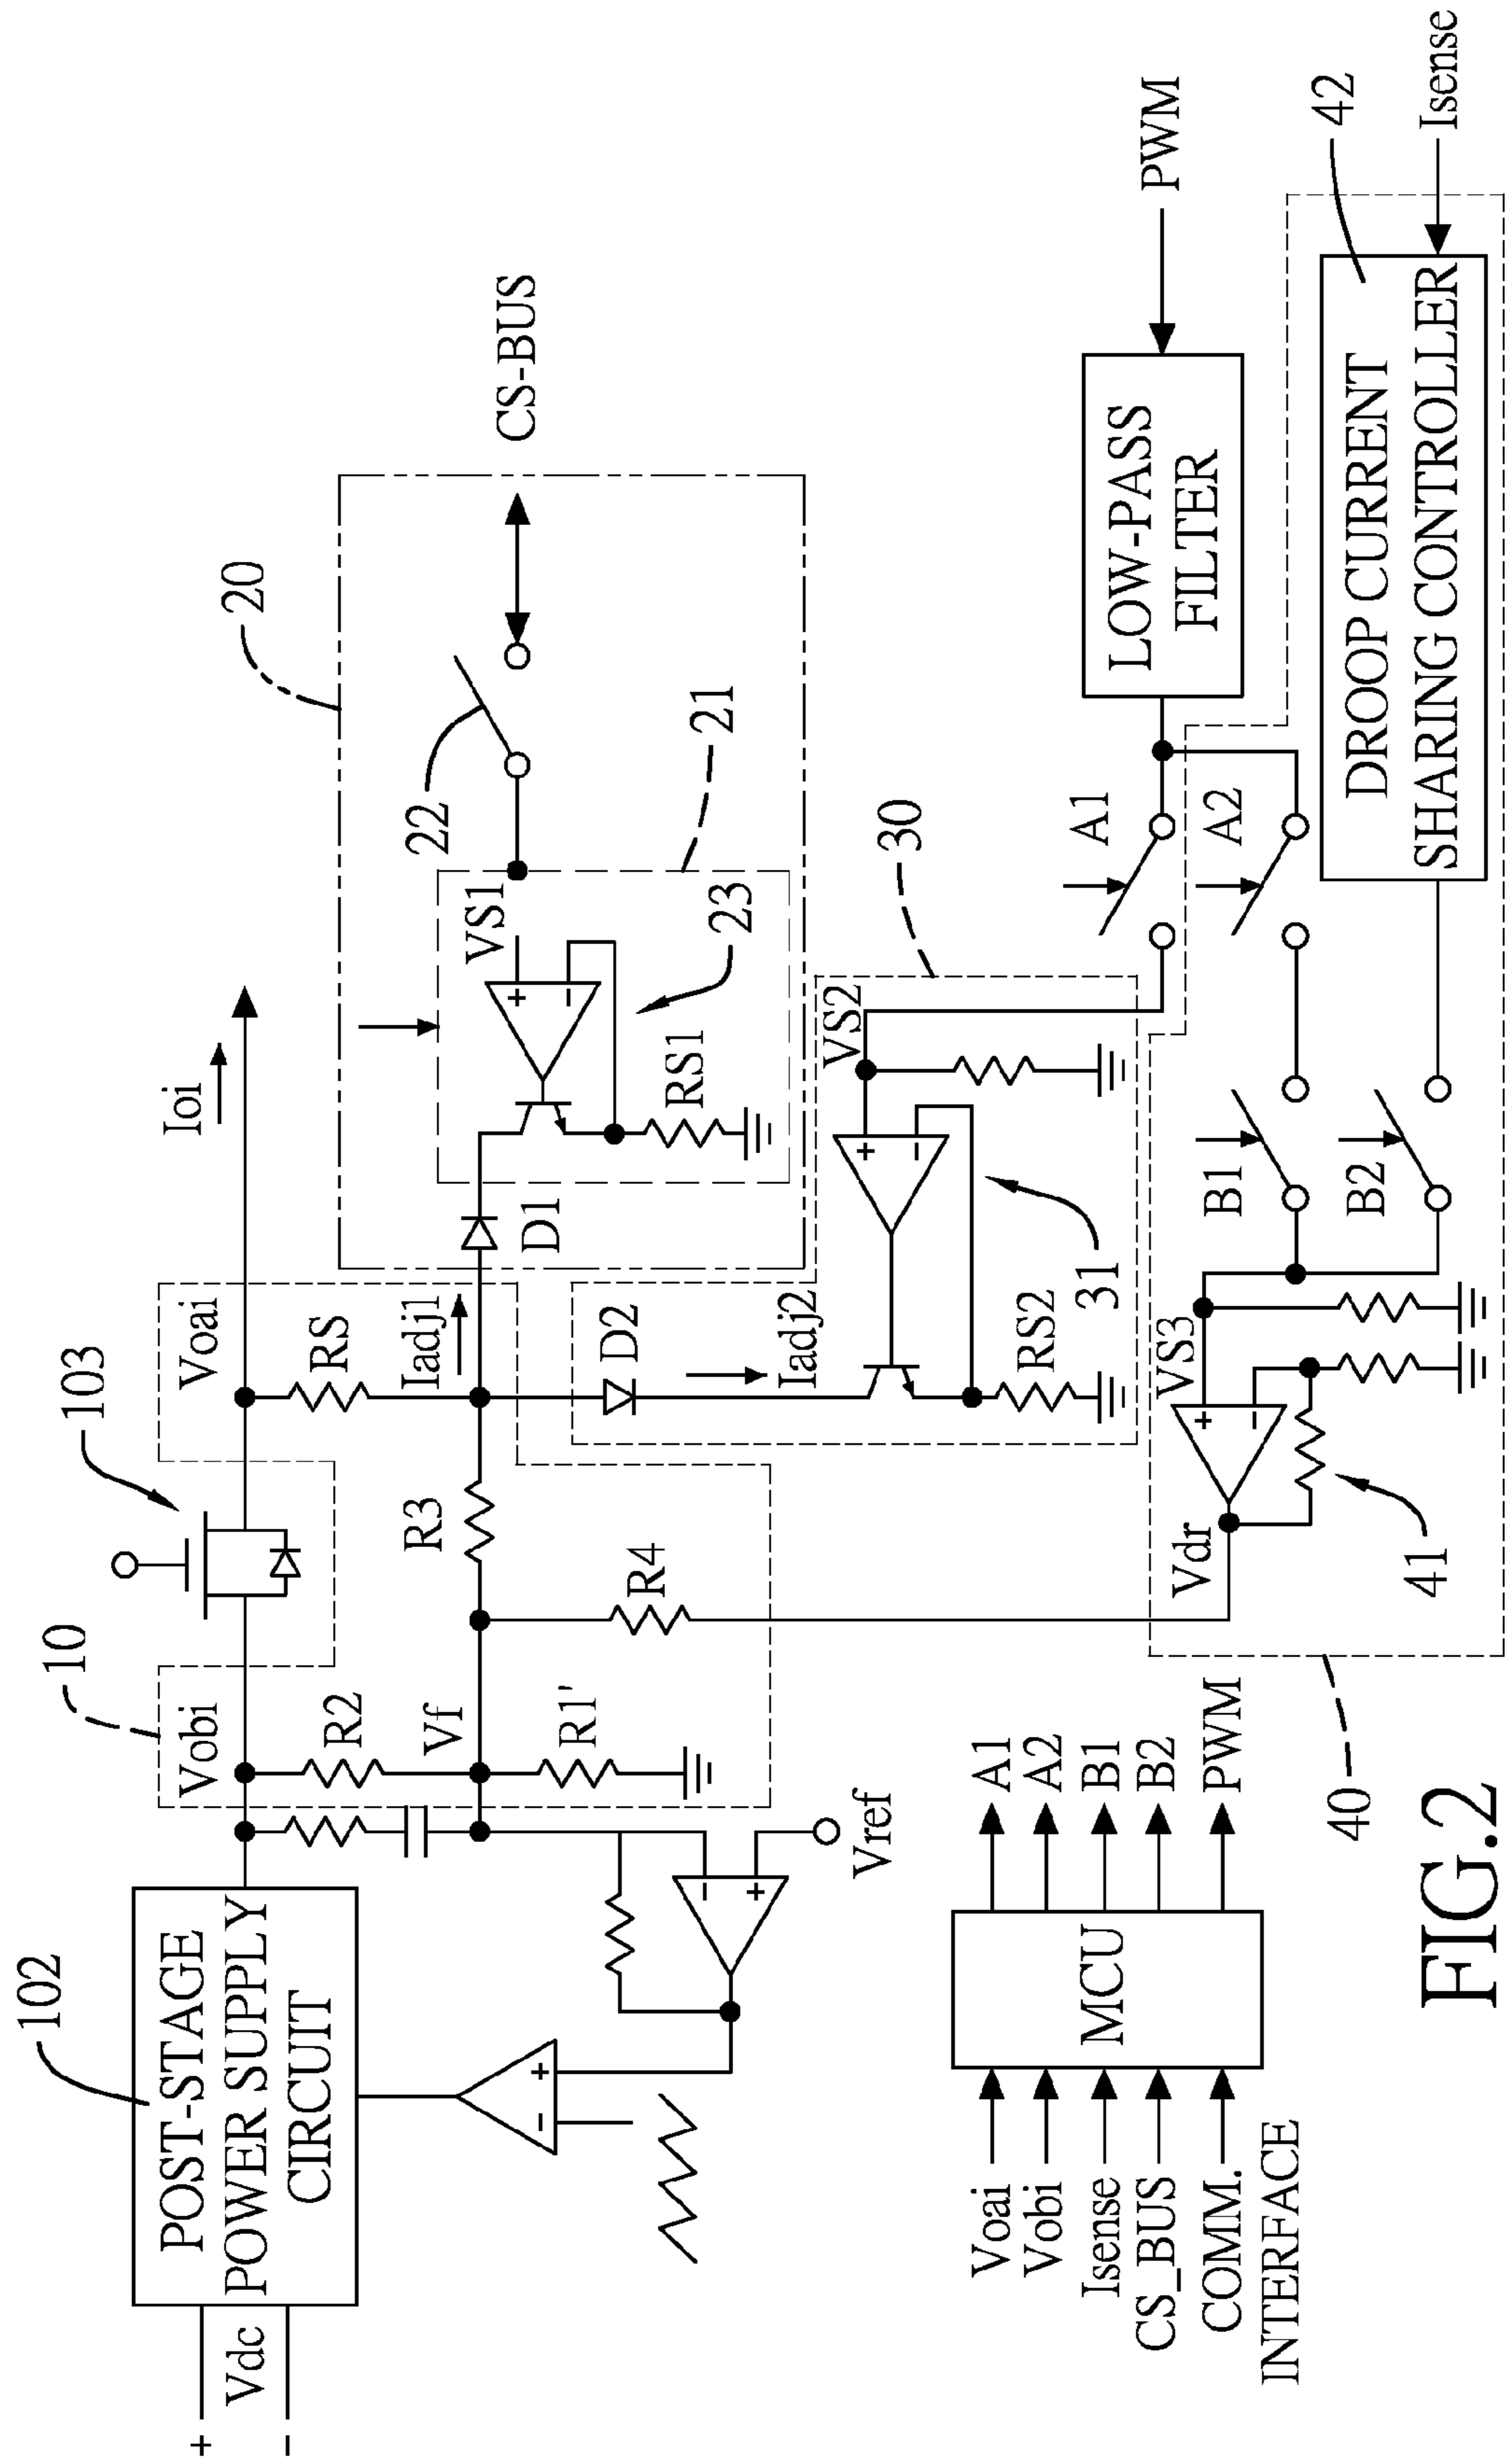 102
POST-STAGE
POWER SUPPLY
CIRCUIT
+
Vdc
-
10
Vobi
R2
Vf
R1'
103
Voai
RS
R3
R4
Ioi
Iadj1
D1
20
22
CS-BUS
VS1
+
-
23
21
RS1
D2
Iadj2
30
VS2
+
-
31
RS2
-
+
Vref
+
-
A1
A2
LOW-PASS
FILTER
PWM
B1
B2
VS3
+
-
Vdr
41
42
DROOP CURRENT
SHARING CONTROLLER
Isense
40
Voai
Vobi
Isense
CS_BUS
COMM.
INTERFACE
MCU
A1
A2
B1
B2
PWM
FIG.2